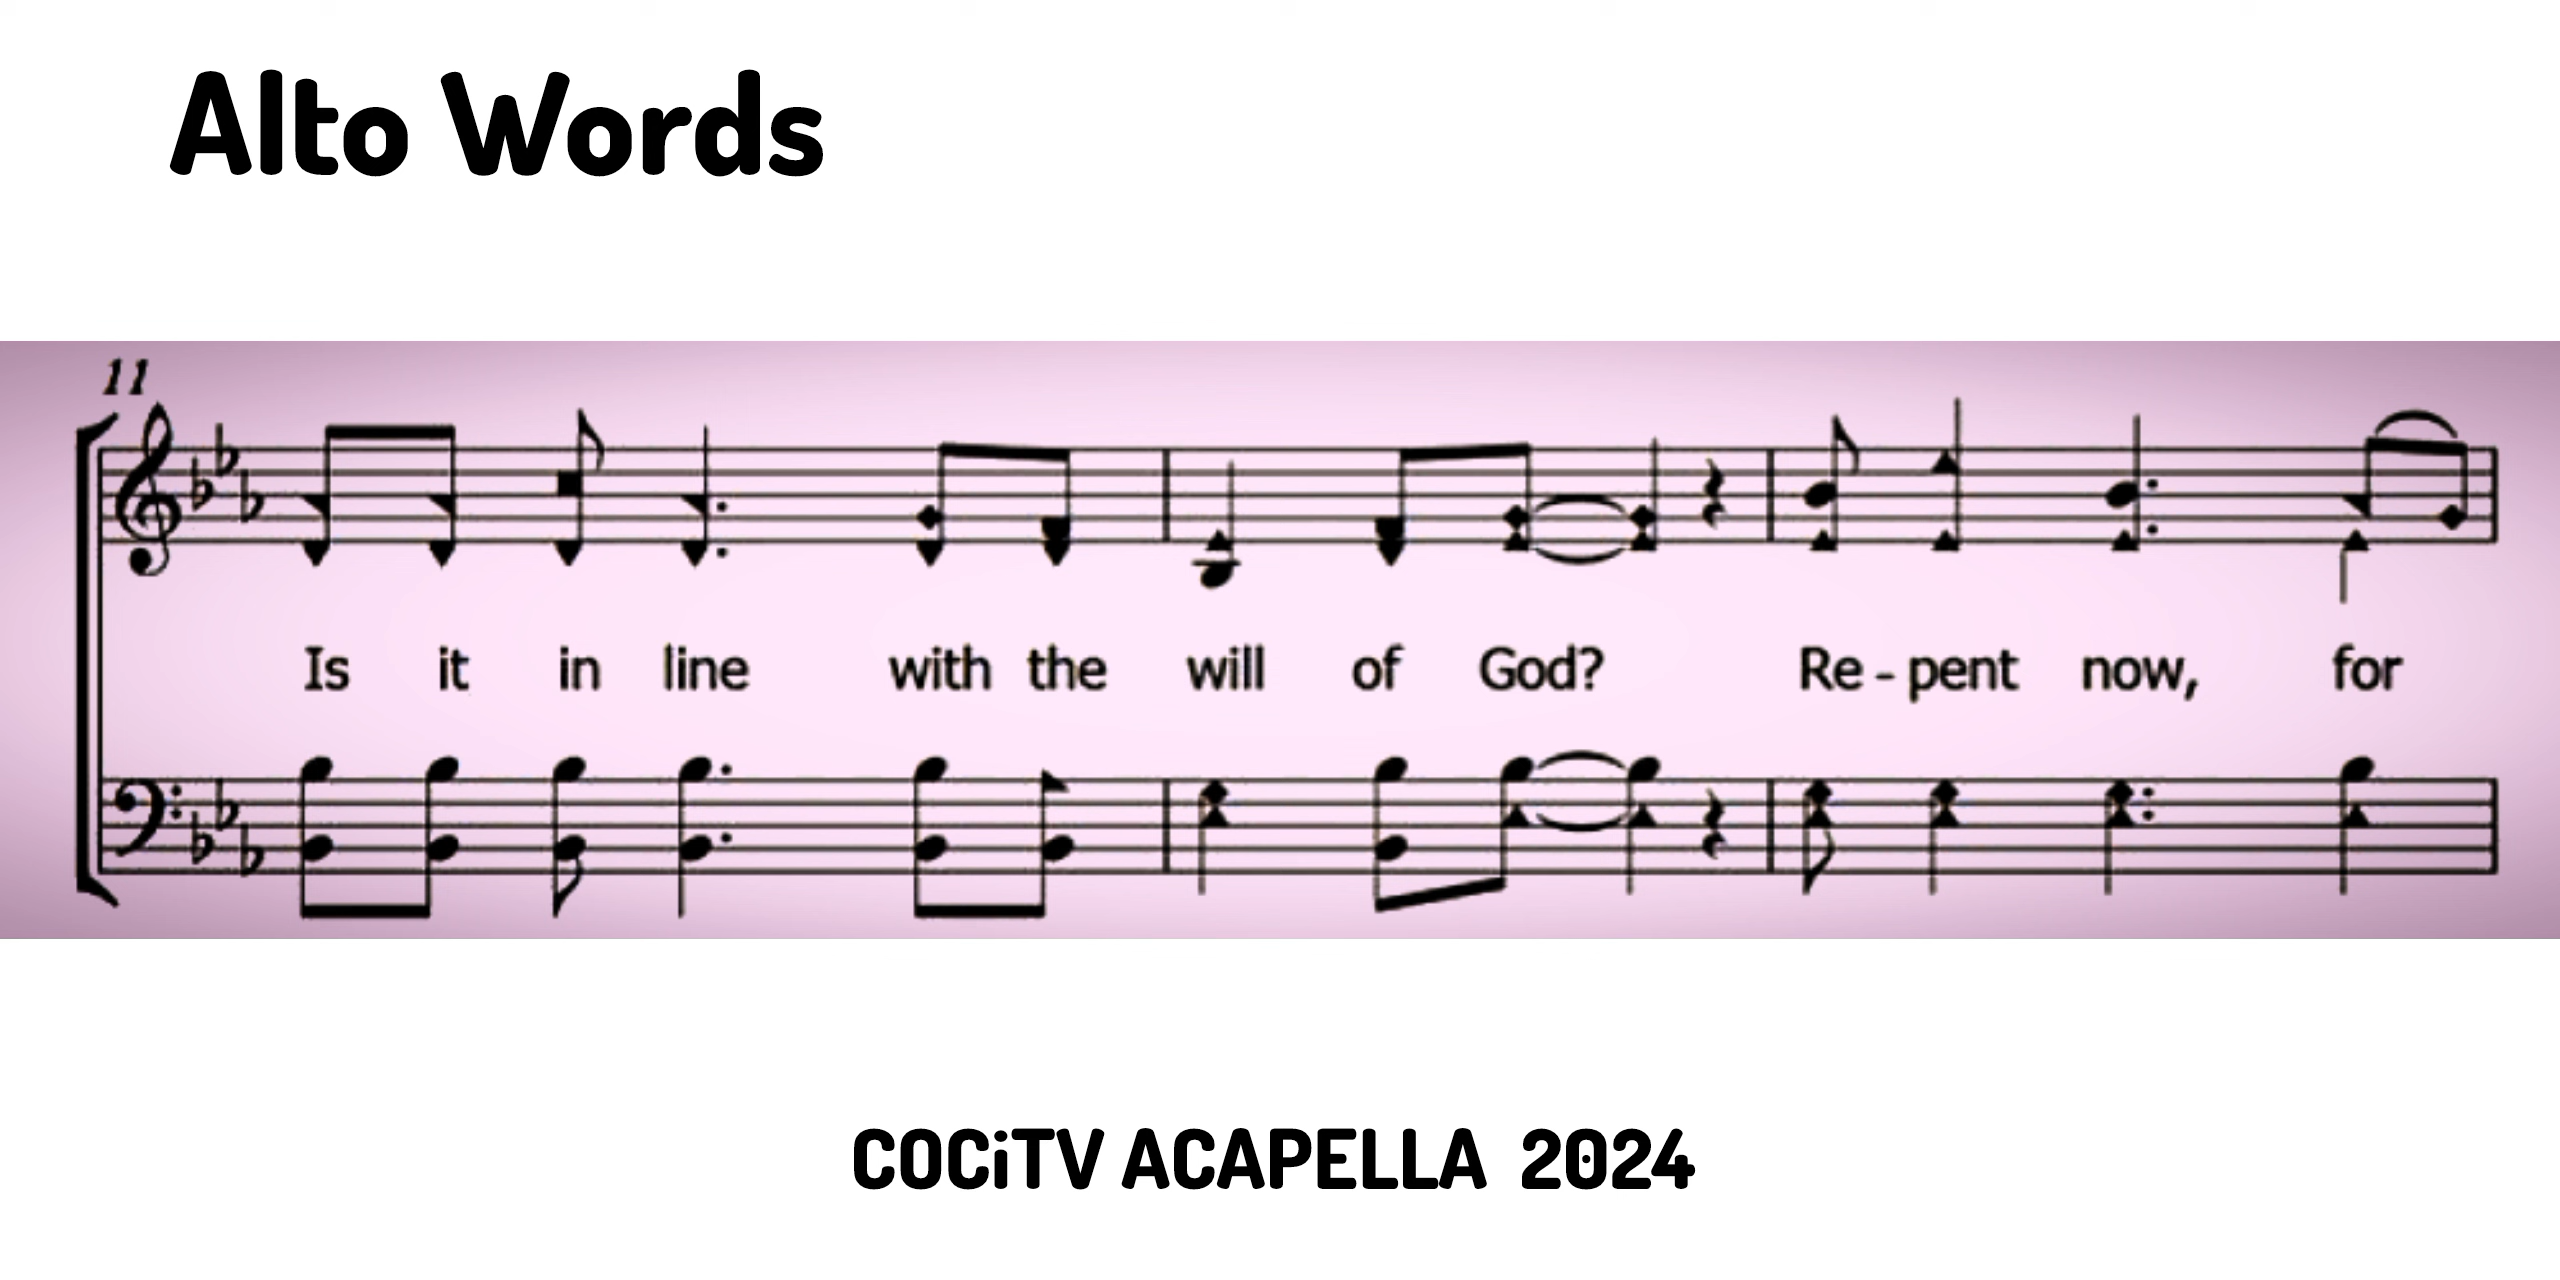 Alto Words
11
Is it in line with the will of God? Re - pent now, for
COCiTV ACAPELLA 2024